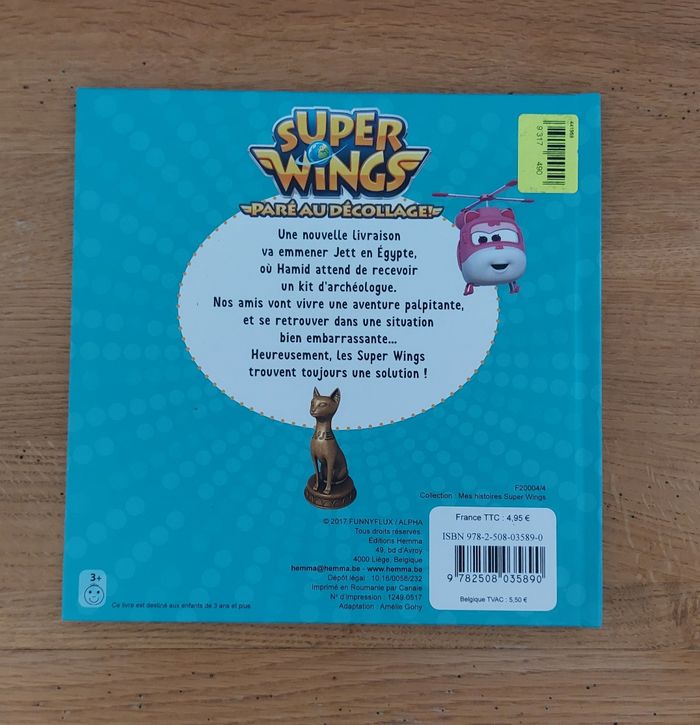 SUPER
WINGS
PARÉ AU DÉCOLLAGE!
441959
9317 490
Une nouvelle livraison
va emmener Jett en Égypte,
où Hamid attend de recevoir
un kit d'archéologue.
Nos amis vont vivre une aventure palpitante,
et se retrouver dans une situation
bien embarrassante...
Heureusement, les Super Wings
trouvent toujours une solution !
F20004/4
Collection : Mes histoires Super Wings
© 2017 FUNNYFLUX / ALPHA
Tous droits réservés.
Éditions Hemma
49, bd d'Avroy
4000 Liège, Belgique
hemma@hemma.be - www.hemma.be
Dépôt légal : 10.16/0058/232
Imprimé en Roumanie par Canale
N° d'impression : 1249.0517
Adaptation : Amélie Gohy
France TTC : 4,95 €
ISBN 978-2-508-03589-0
9 782508 035890
Belgique TVAC : 5,50 €
3+
Ce livre est destiné aux enfants de 3 ans et plus.